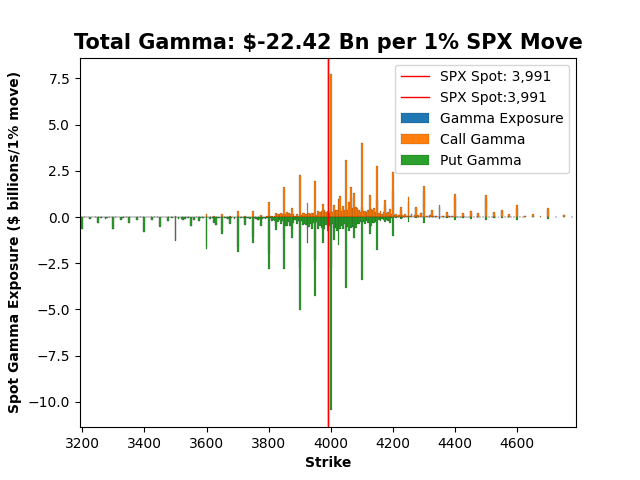 Total Gamma: $-22.42 Bn per 1% SPX Move
SPX Spot: 3,991
SPX Spot:3,991
Gamma Exposure
Call Gamma
Put Gamma
Spot Gamma Exposure ($ billions/1% move)
7.5
5.0
2.5
0.0
−2.5
−5.0
−7.5
−10.0
3200 3400 3600 3800 4000 4200 4400 4600
Strike